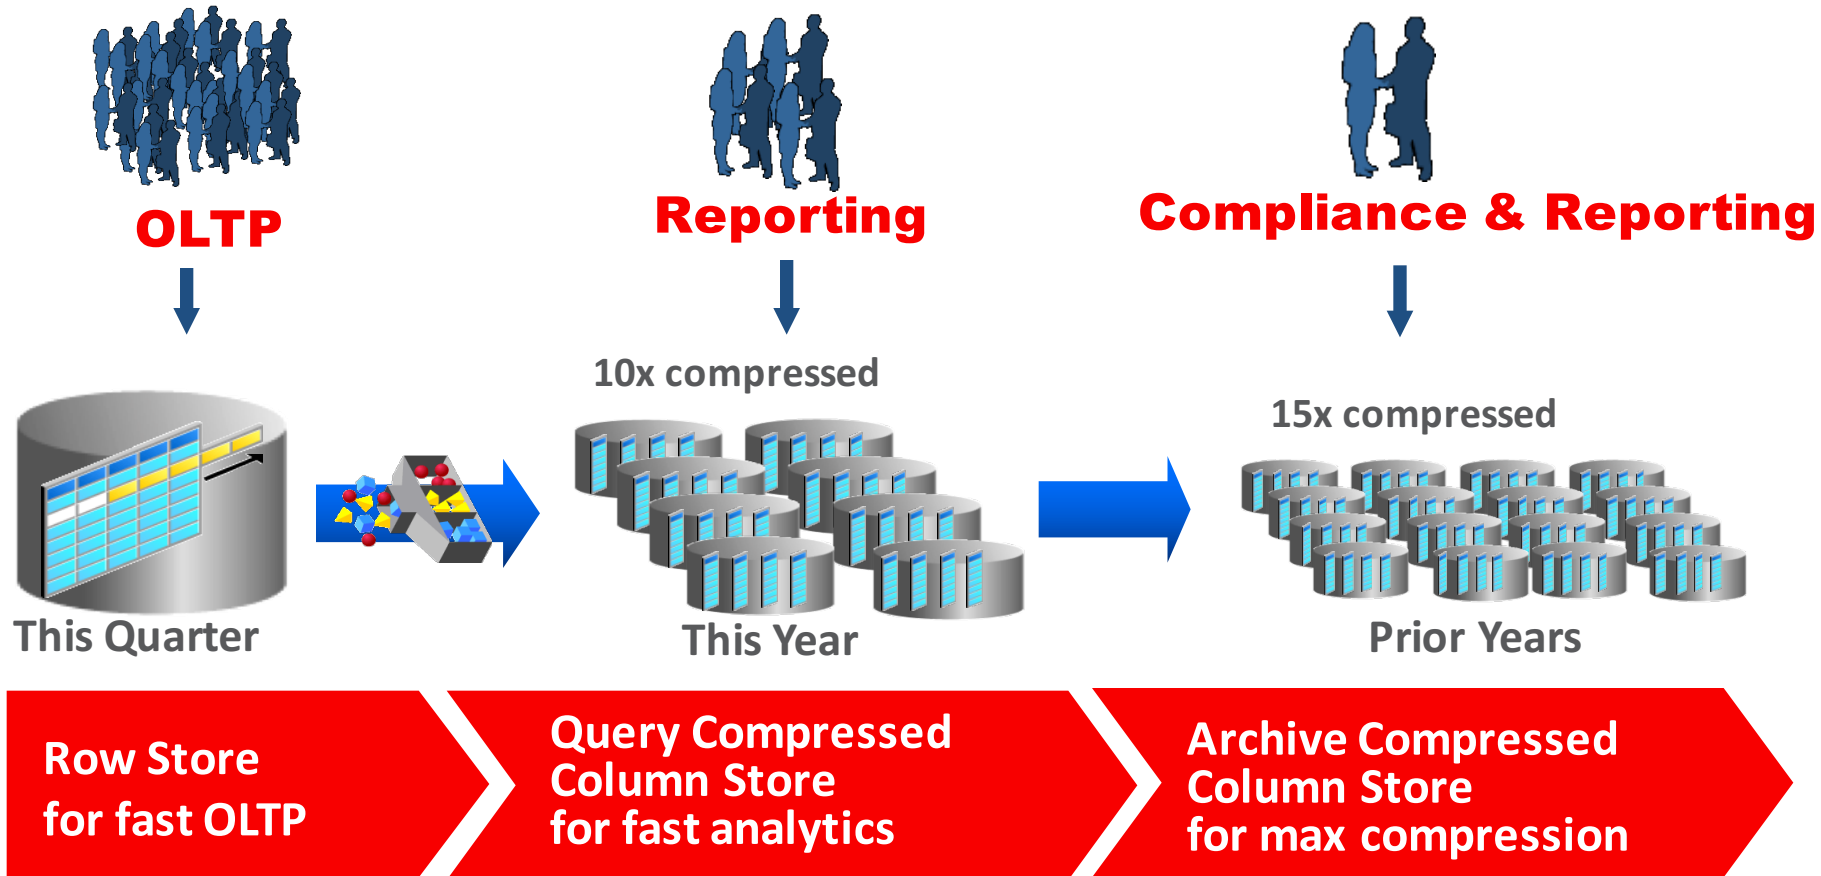 OLTP
Reporting
Compliance & Reporting
10x compressed
15x compressed
This Quarter
This Year
Prior Years
Row Store
for fast OLTP
Query Compressed
Column Store
for fast analytics
Archive Compressed
Column Store
for max compression